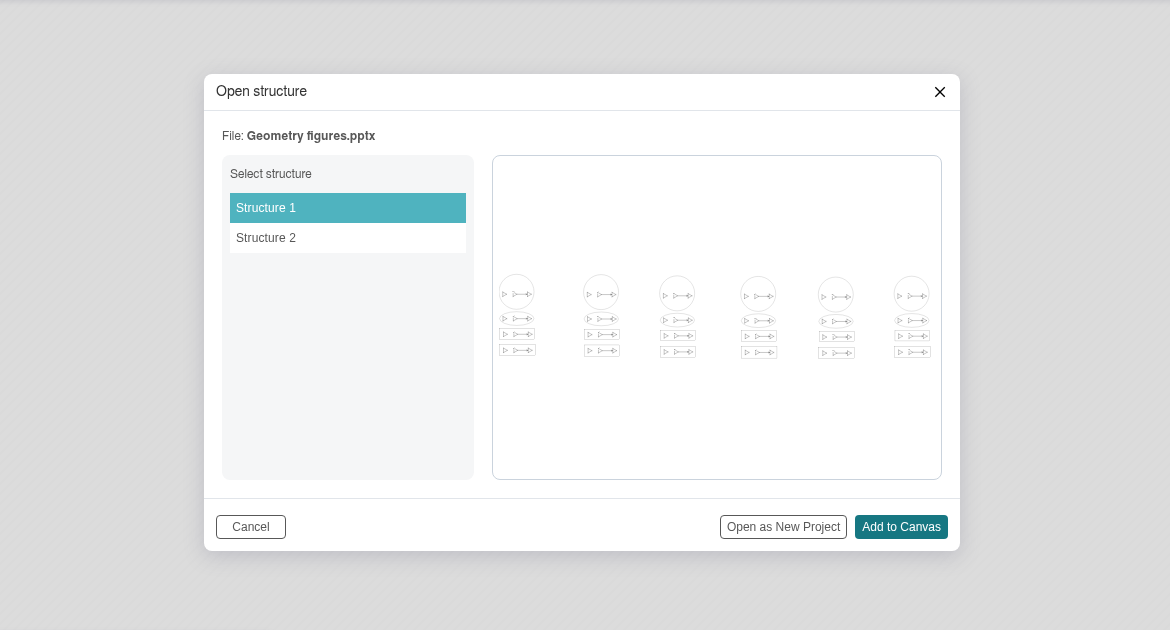 Open structure
File: Geometry figures.pptx
Select structure
Structure 1
Structure 2
Cancel
Open as New Project
Add to Canvas